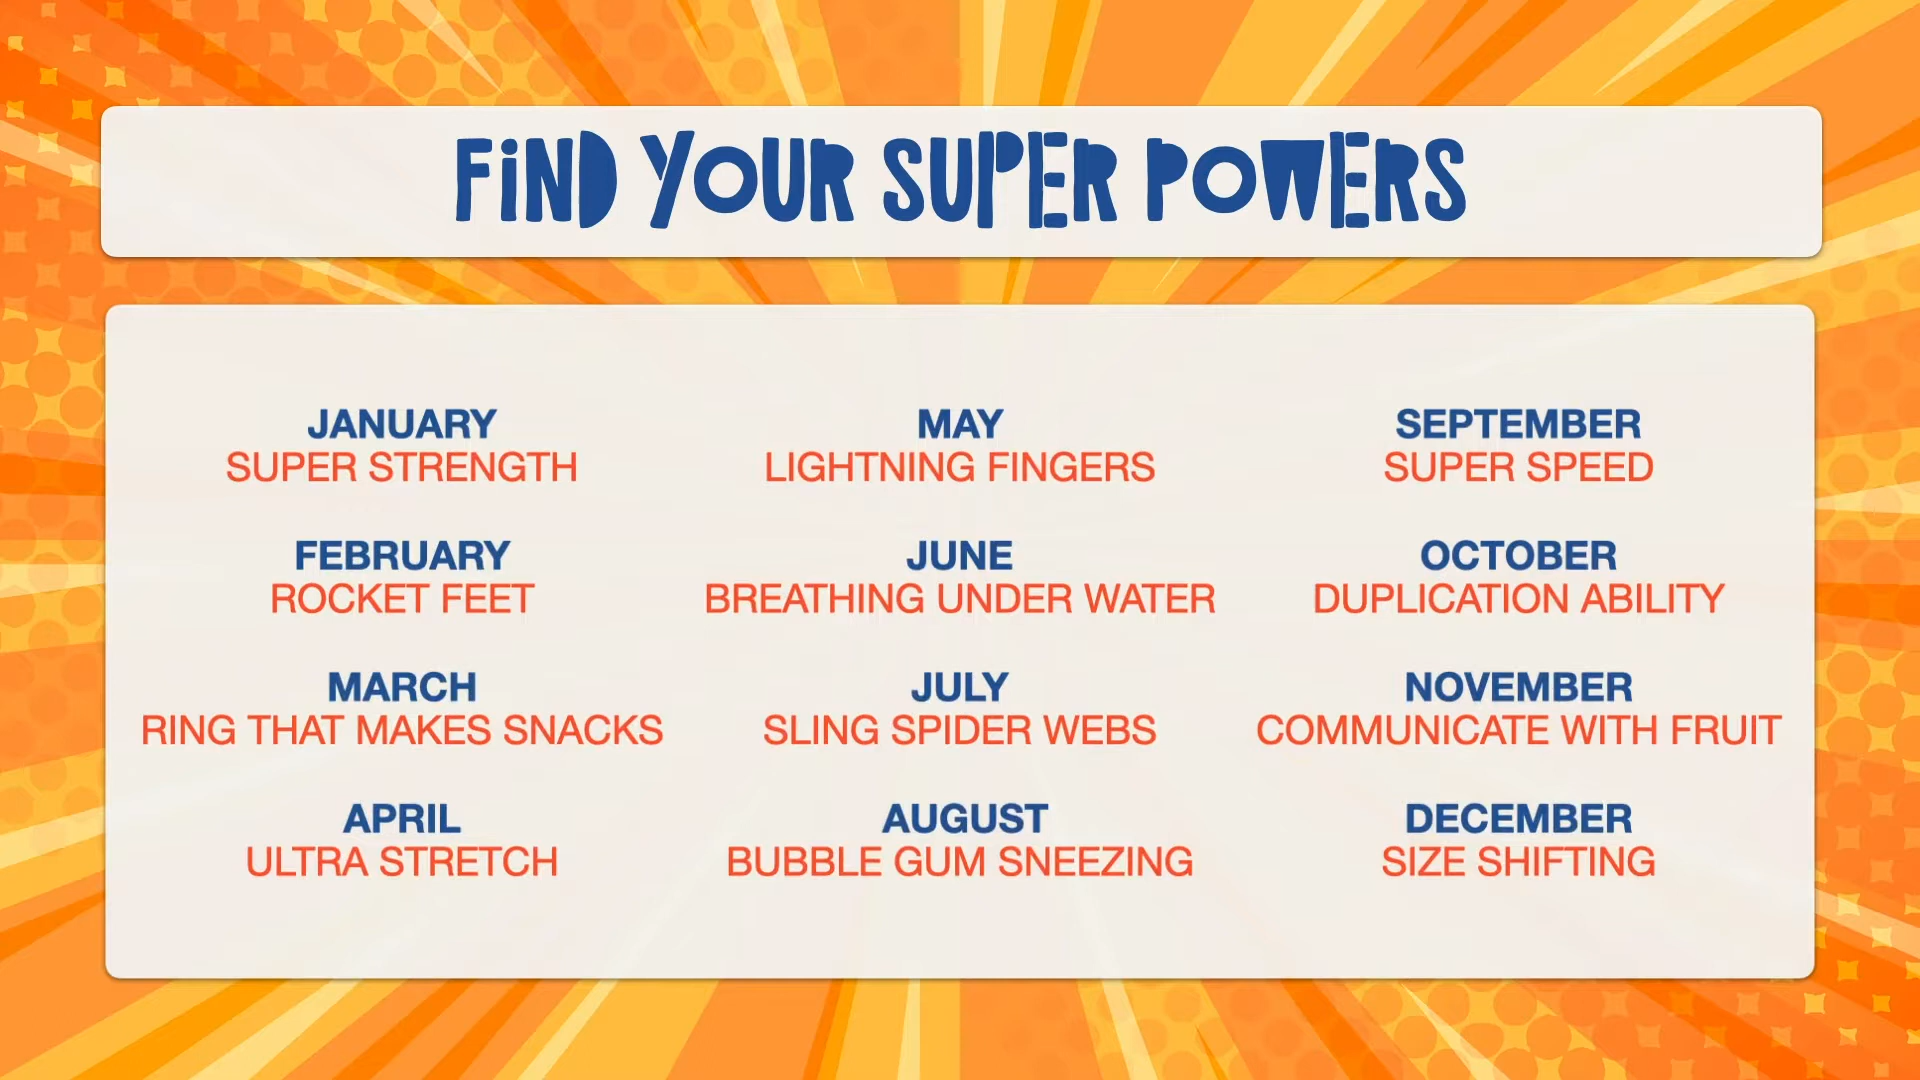 FiND YOUR SUPER POWERS
JANUARY
SUPER STRENGTH
FEBRUARY
ROCKET FEET
MARCH
RING THAT MAKES SNACKS
APRIL
ULTRA STRETCH
MAY
LIGHTNING FINGERS
JUNE
BREATHING UNDER WATER
JULY
SLING SPIDER WEBS
AUGUST
BUBBLE GUM SNEEZING
SEPTEMBER
SUPER SPEED
OCTOBER
DUPLICATION ABILITY
NOVEMBER
COMMUNICATE WITH FRUIT
DECEMBER
SIZE SHIFTING